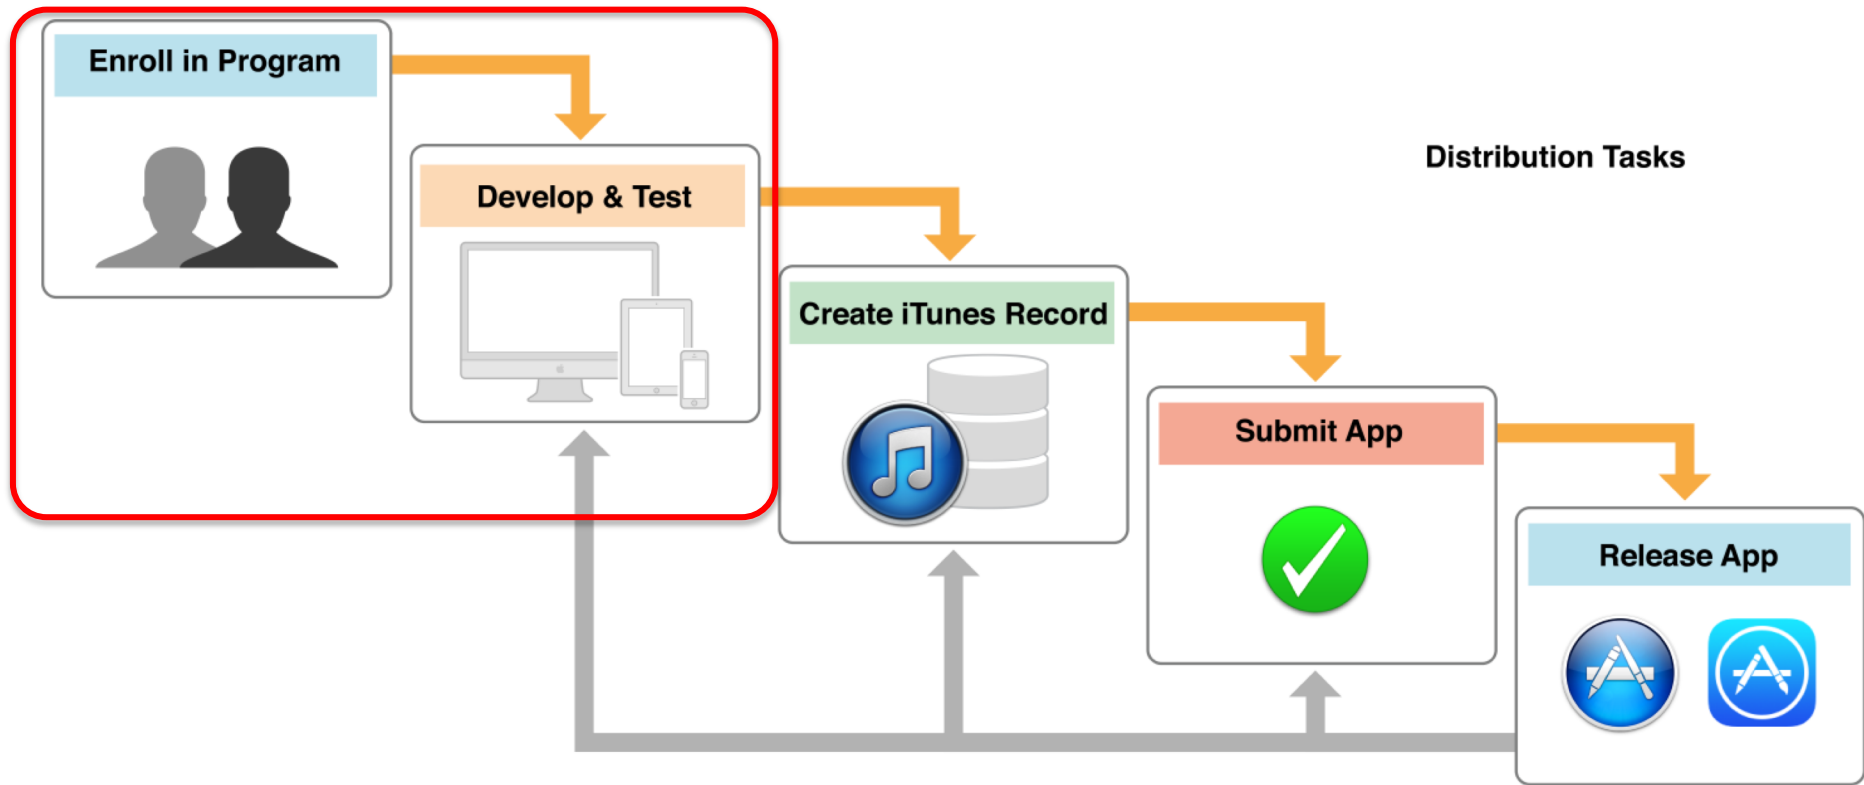 Enroll in Program
Distribution Tasks
Develop & Test
Create iTunes Record
Submit App
Release App